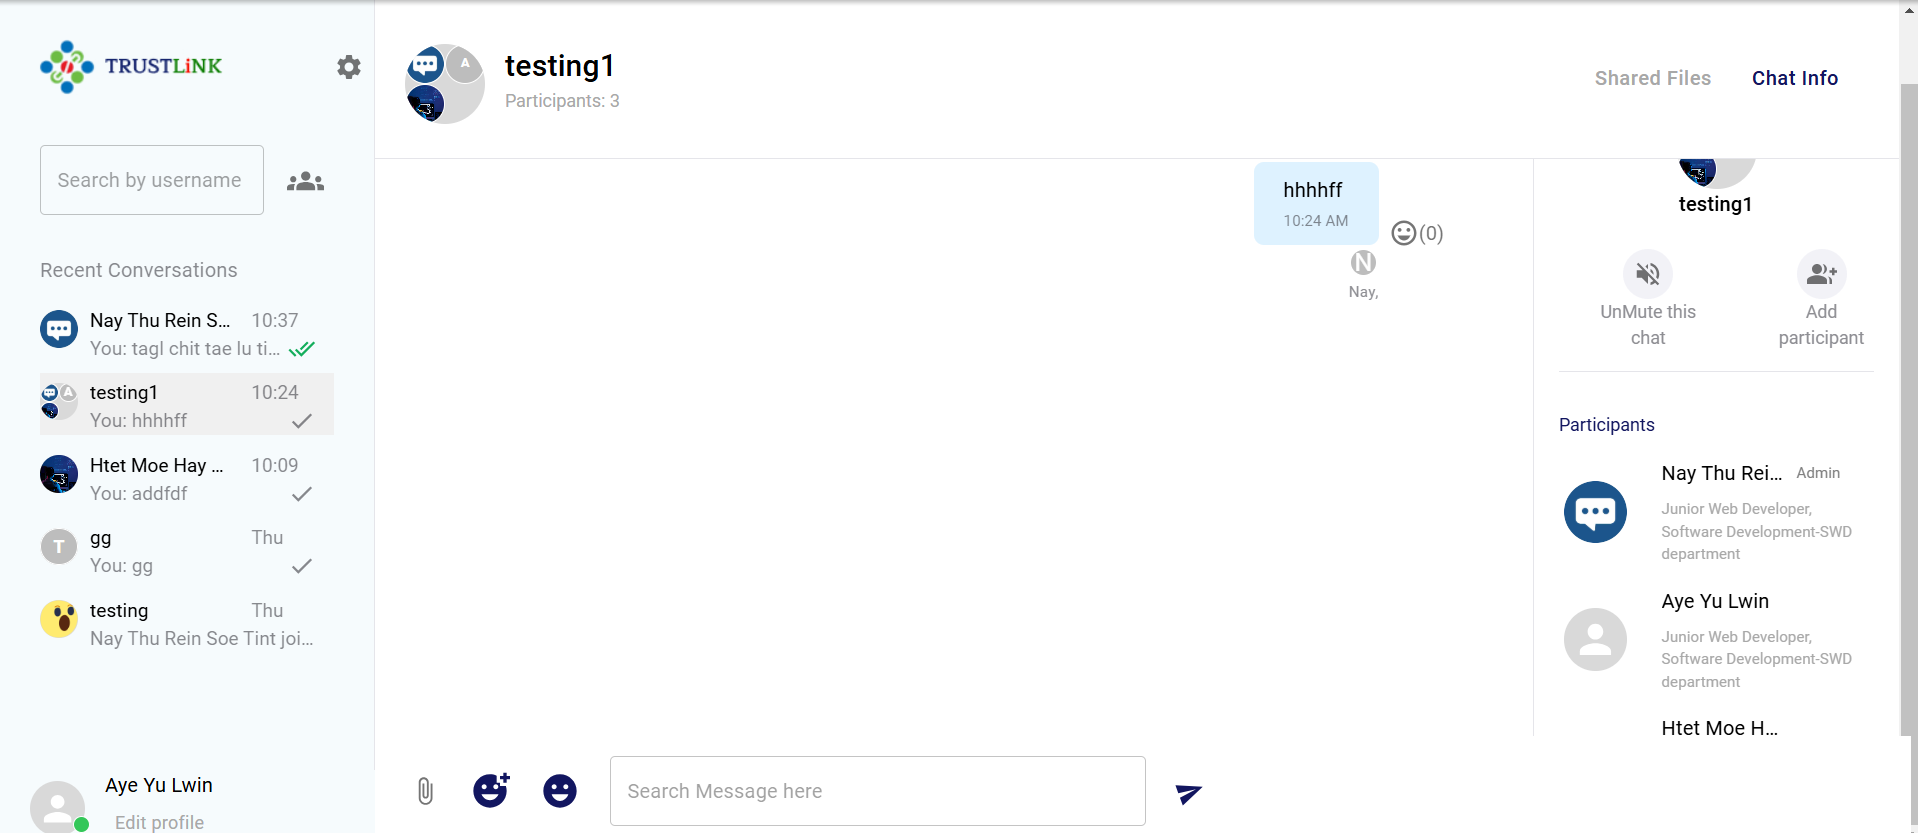 TRUSTLiNK
Search by username
Recent Conversations
Nay Thu Rein S... 10:37
You: tagl chit tae lu ti...
testing1 10:24
You: hhhhff
Htet Moe Hay ... 10:09
You: addfdf
T
gg Thu
You: gg
testing Thu
Nay Thu Rein Soe Tint joi...
Aye Yu Lwin
Edit profile
A
testing1
Participants: 3
Shared Files
Chat Info
hhhhff
10:24 AM
(0)
N
Nay,
Search Message here
testing1
UnMute this
chat
Add
participant
Participants
Nay Thu Rei... Admin
Junior Web Developer,
Software Development-SWD
department
Aye Yu Lwin
Junior Web Developer,
Software Development-SWD
department
Htet Moe H...